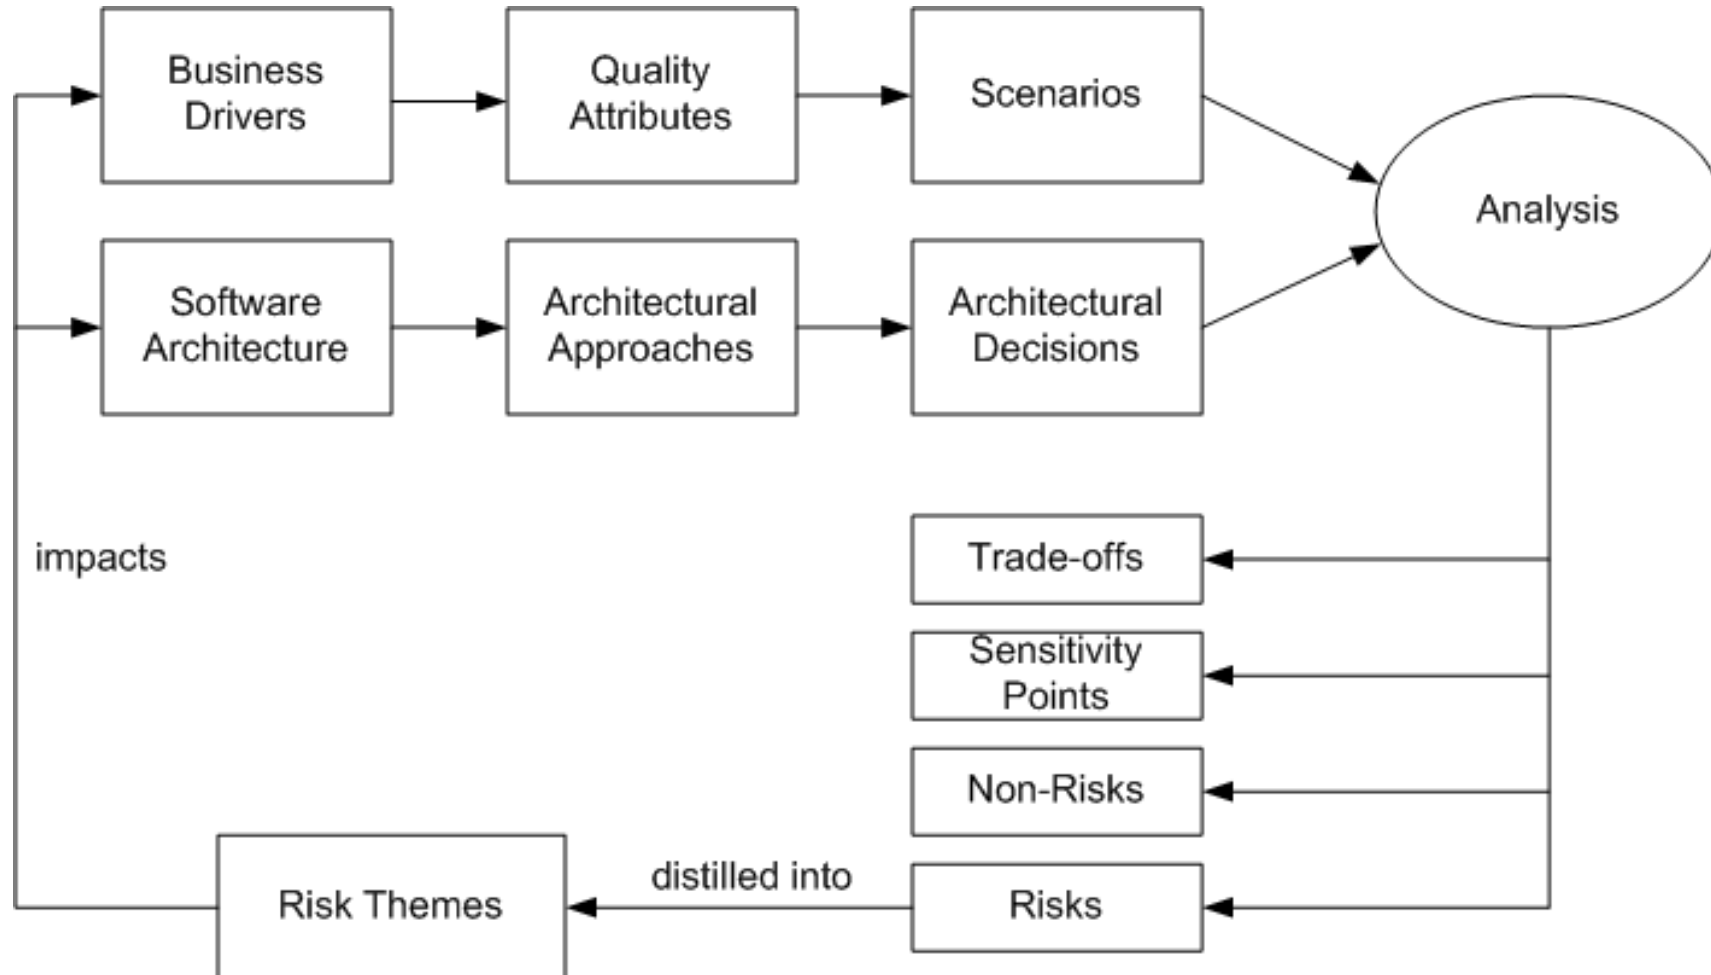 Business
Drivers
Quality
Attributes
Scenarios
Analysis
Software
Architecture
Architectural
Approaches
Architectural
Decisions
impacts
Trade-offs
Sensitivity
Points
Non-Risks
Risks
distilled into
Risk Themes